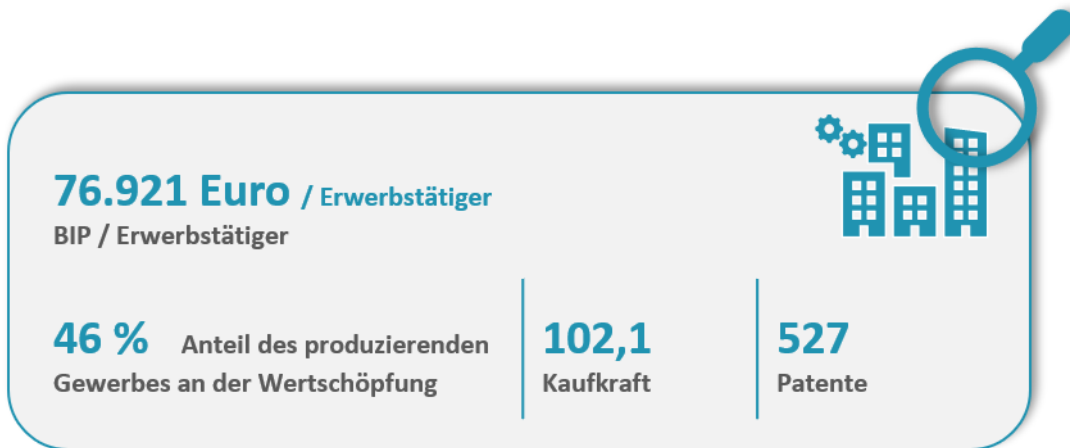 76.921 Euro / Erwerbstätiger
BIP / Erwerbstätiger
46 % Anteil des produzierenden
Gewerbes an der Wertschöpfung
102,1
Kaufkraft
527
Patente